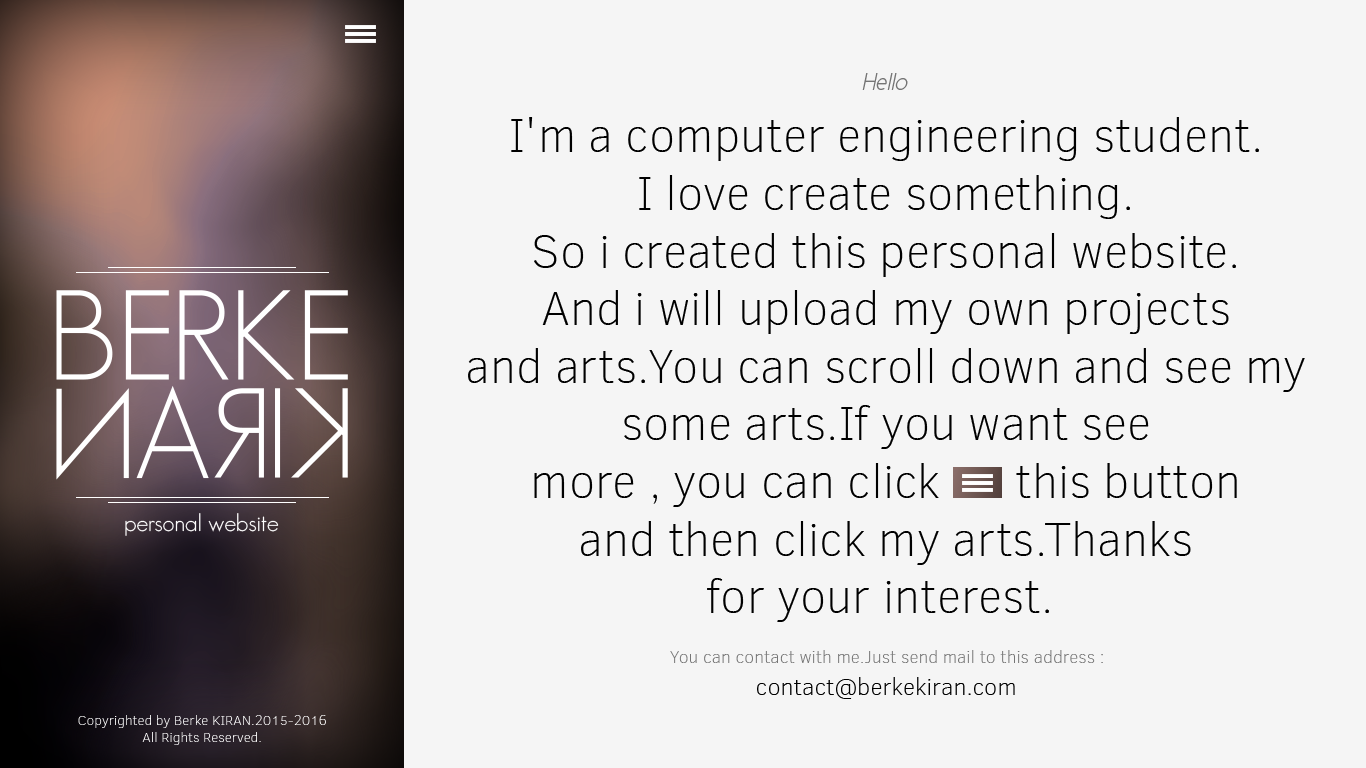 BERKE
KIRAN
personal website
Copyrighted by Berke KIRAN.2015-2016
All Rights Reserved.
Hello
I'm a computer engineering student.
I love create something.
So i created this personal website.
And i will upload my own projects
and arts.You can scroll down and see my
some arts.If you want see
more , you can click this button
and then click my arts.Thanks
for your interest.
You can contact with me.Just send mail to this address :
contact@berkekiran.com